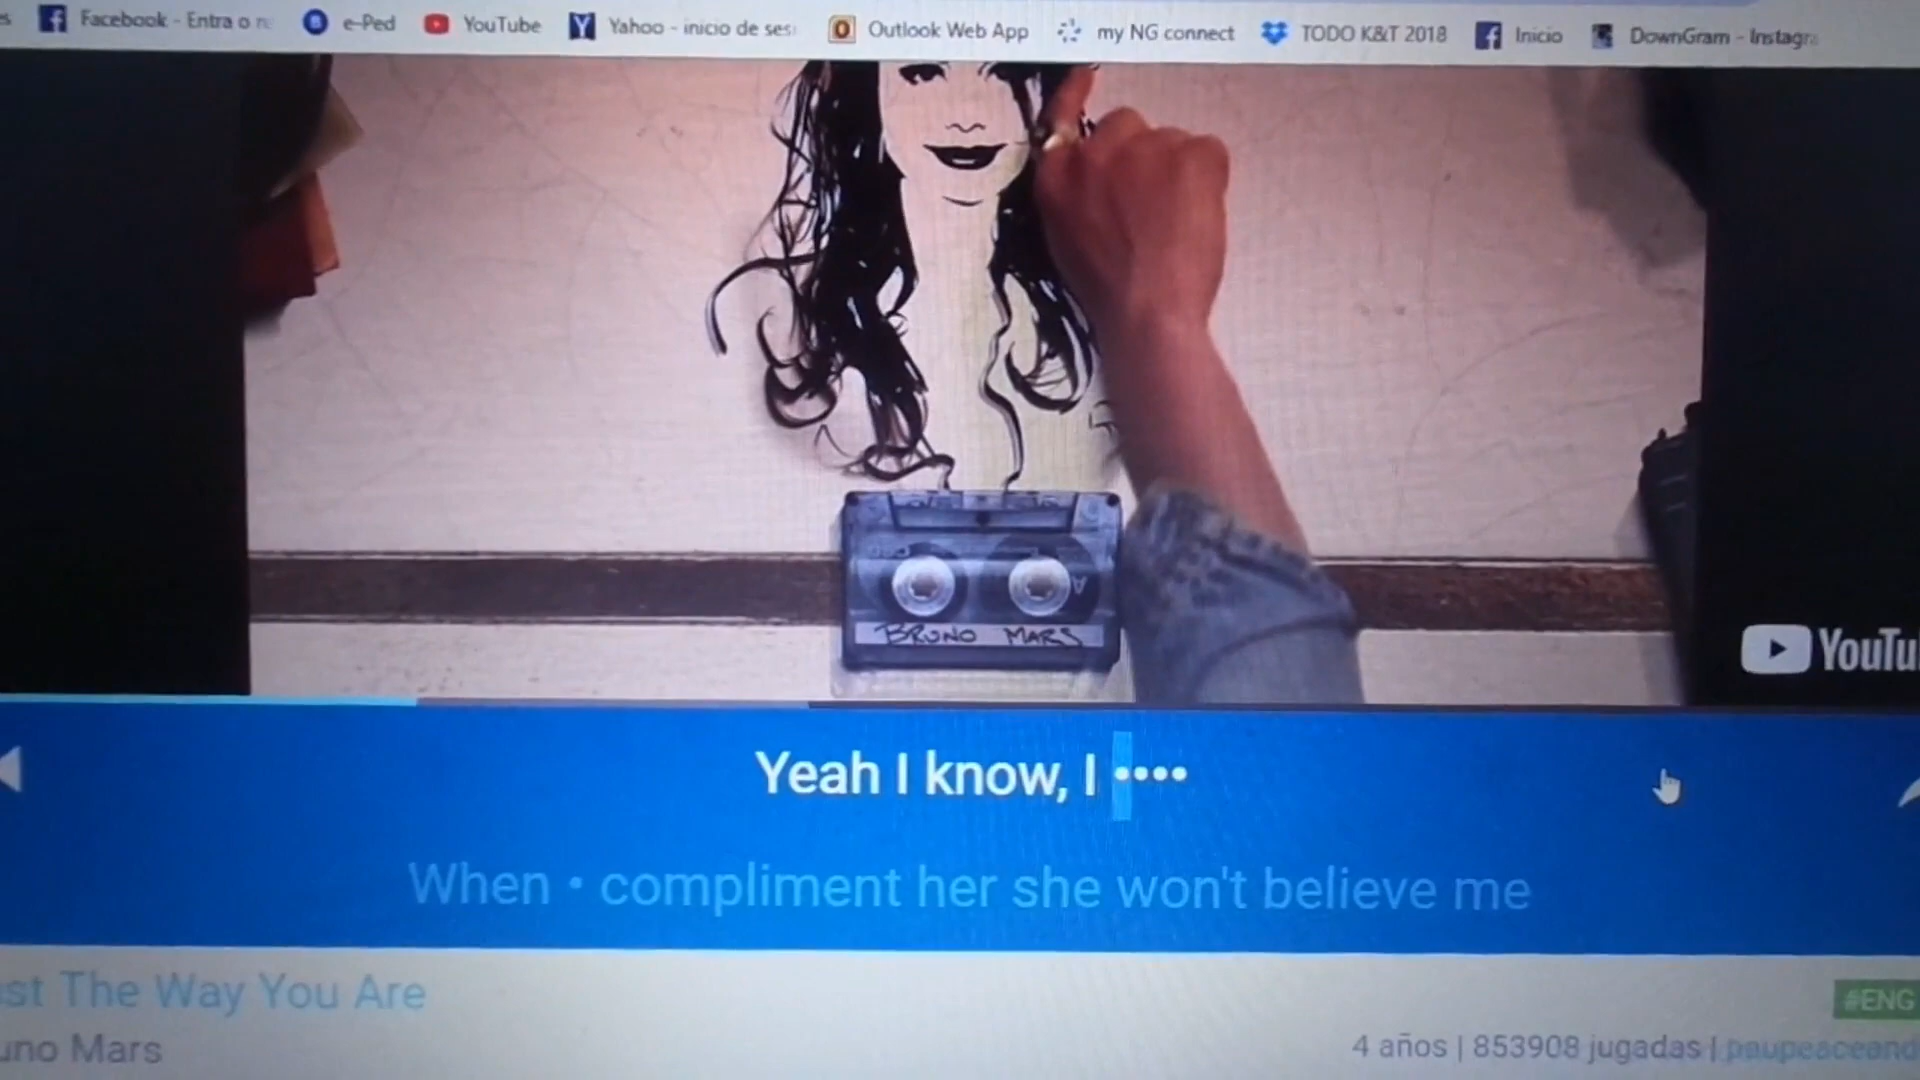 Facebook - Entra o
e-Ped
YouTube
Yahoo - inicio de ses
Outlook Web App
my NG connect
TODO K&T 2018
Inicio
DownGram - Instagra
BRUNO MARS
YouTu
Yeah I know, I ••••
When • compliment her she won't believe me
st The Way You Are
#ENG
uno Mars
4 años | 853908 jugadas | paupeaceand